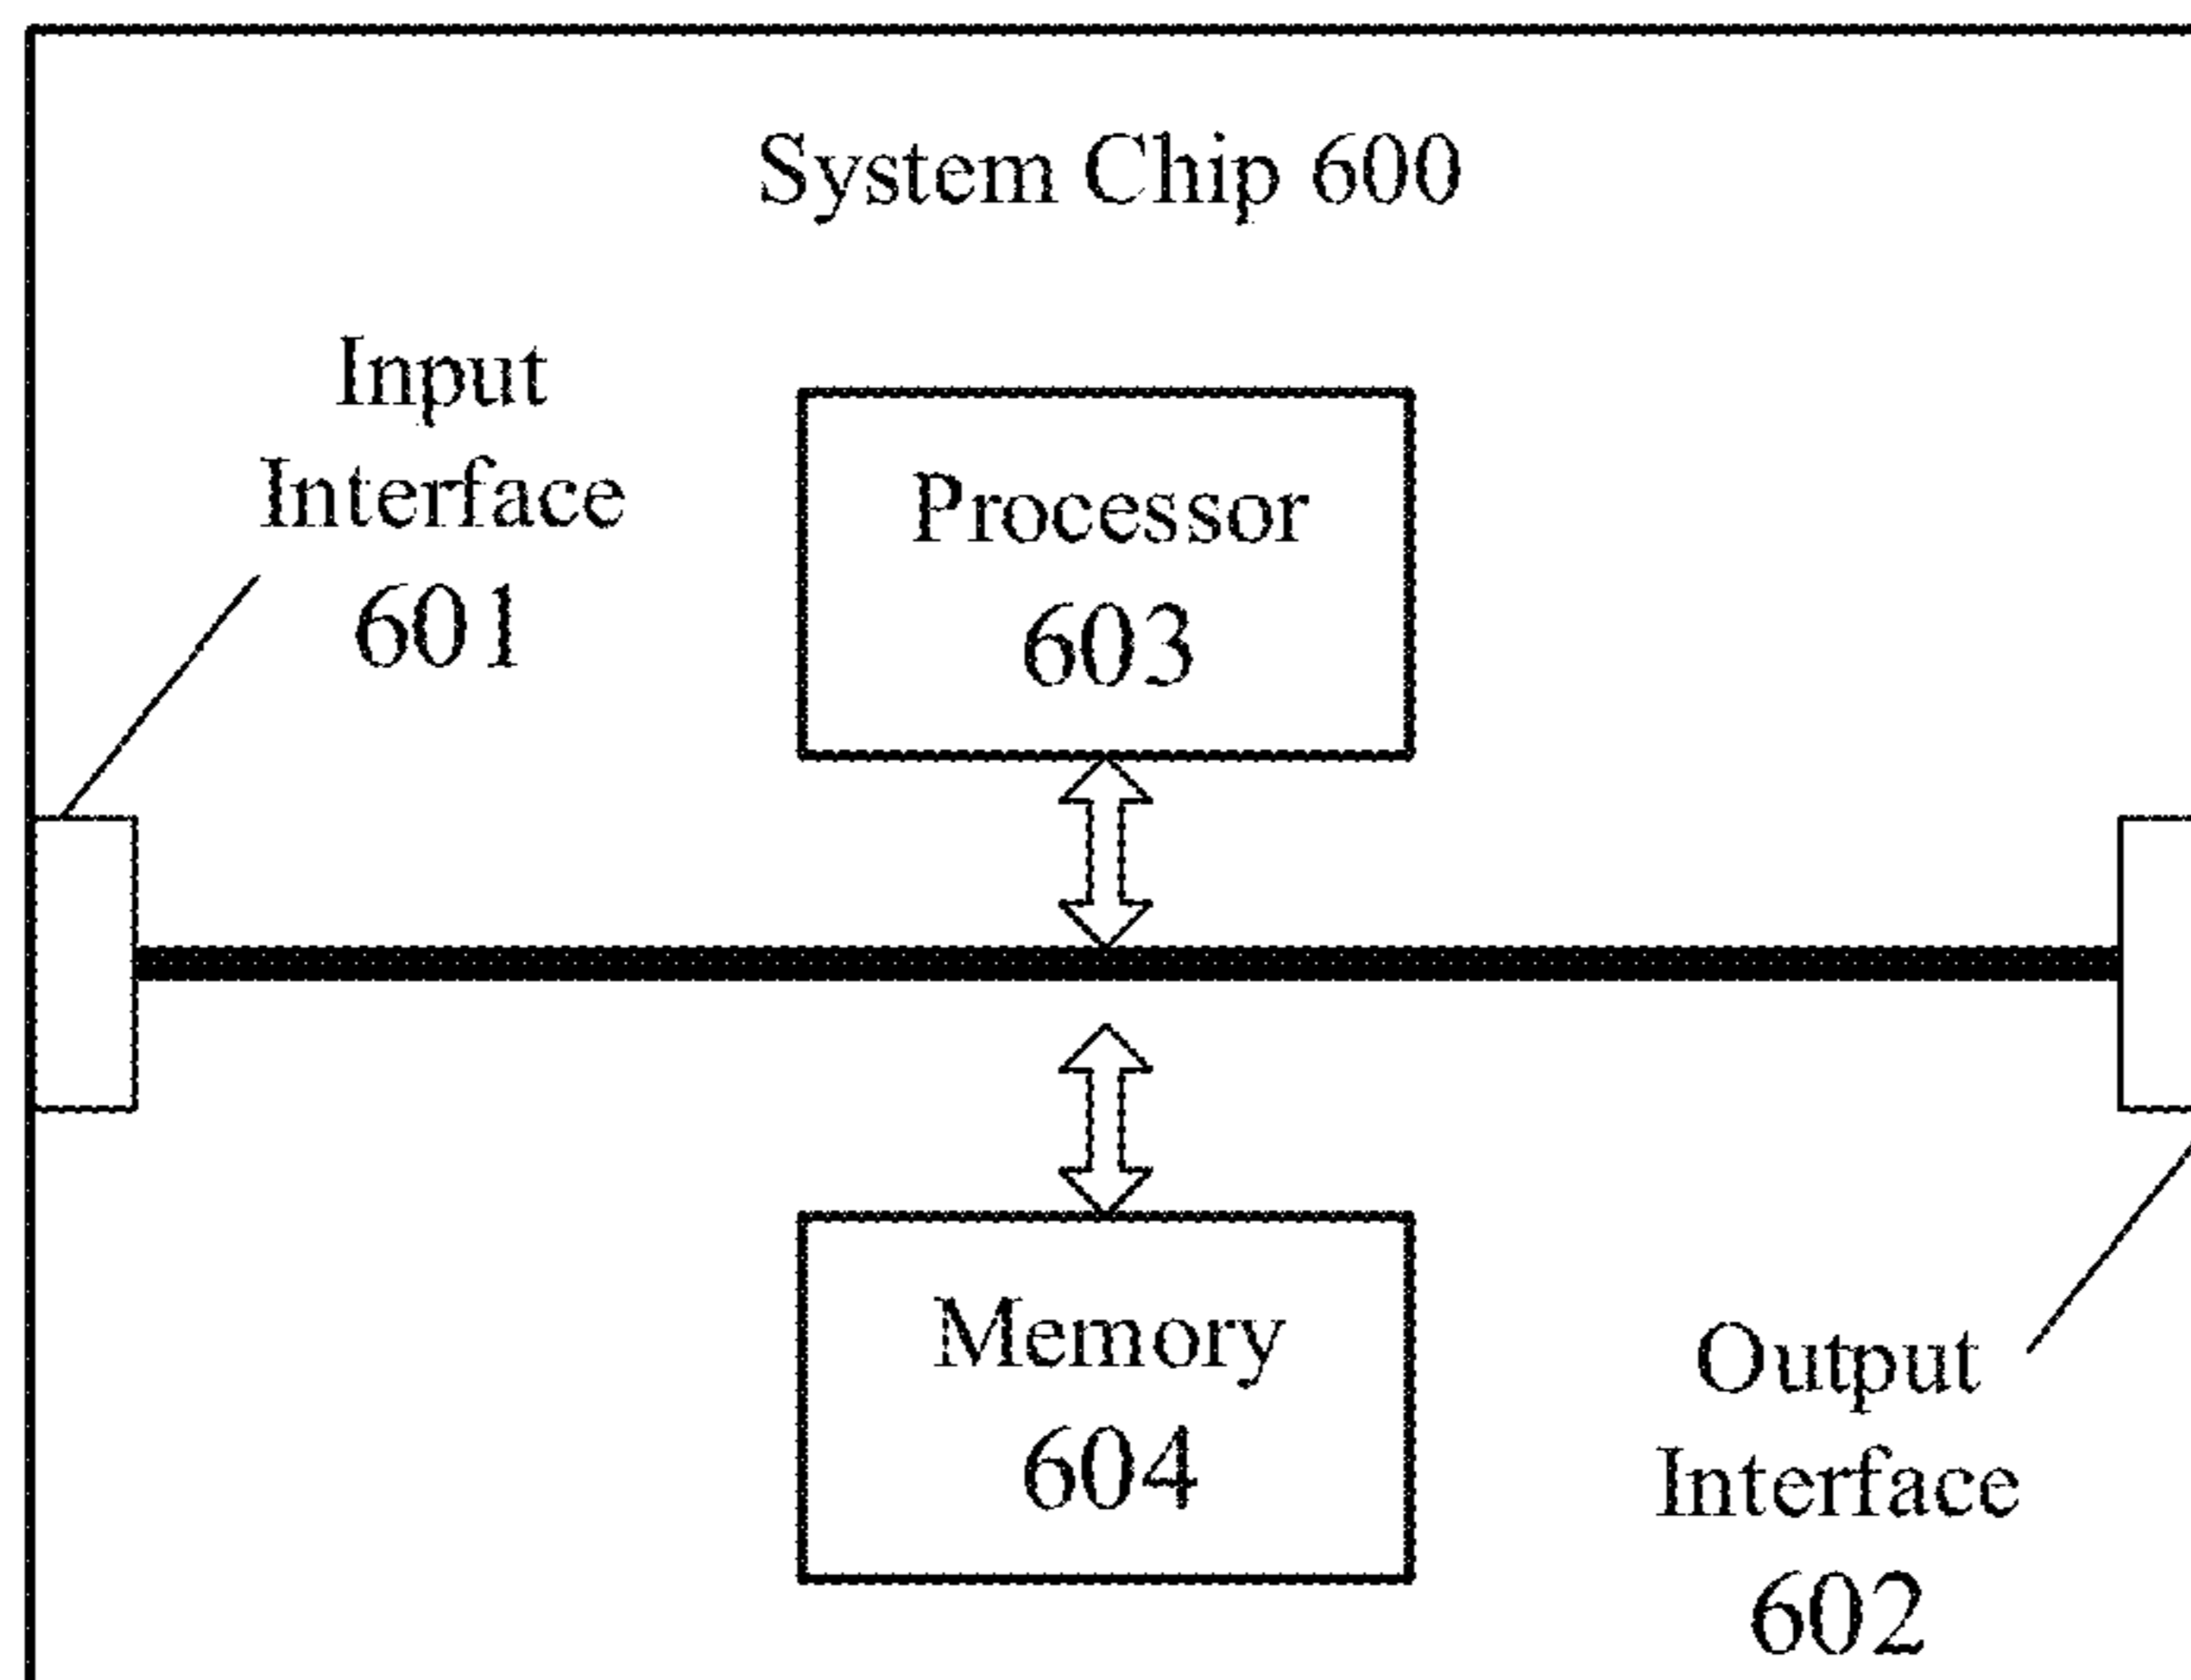 System Chip 600
Input
Interface
601
Processor
603
Memory
604
Output
Interface
602